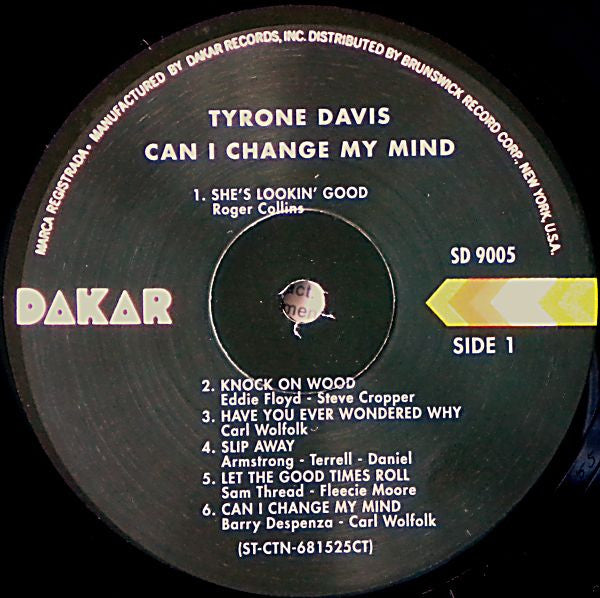 MARCA REGISTRADA • MANUFACTURED BY DAKAR RECORDS, INC. DISTRIBUTED BY BRUNSWICK RECORD CORP. NEW YORK, U.S.A.
TYRONE DAVIS
CAN I CHANGE MY MIND
1. SHE'S LOOKIN' GOOD
Roger Collins
SD 9005
DAKAR
SIDE 1
2. KNOCK ON WOOD
Eddie Floyd - Steve Cropper
3. HAVE YOU EVER WONDERED WHY
Carl Wolfolk
4. SLIP AWAY
Armstrong - Terrell - Daniel
5. LET THE GOOD TIMES ROLL
Sam Thread - Fleecie Moore
6. CAN I CHANGE MY MIND
Barry Despenza - Carl Wolfolk
(ST-CTN-681525CT)